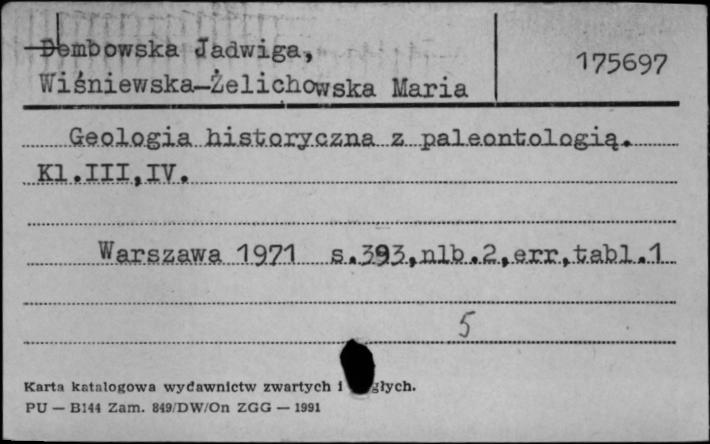 Dembowska Jadwiga,
175697
Wiśniewska-Żelichowska Maria
Geologia historyczna z paleontologią.
Kl.III,IV.
Warszawa 1971 s.393,nlb.2,err,tabl.1
5
Karta katalogowa wydawnictw zwartych i
PU — B144 Zam. 849/DW/On ZGG — 1991